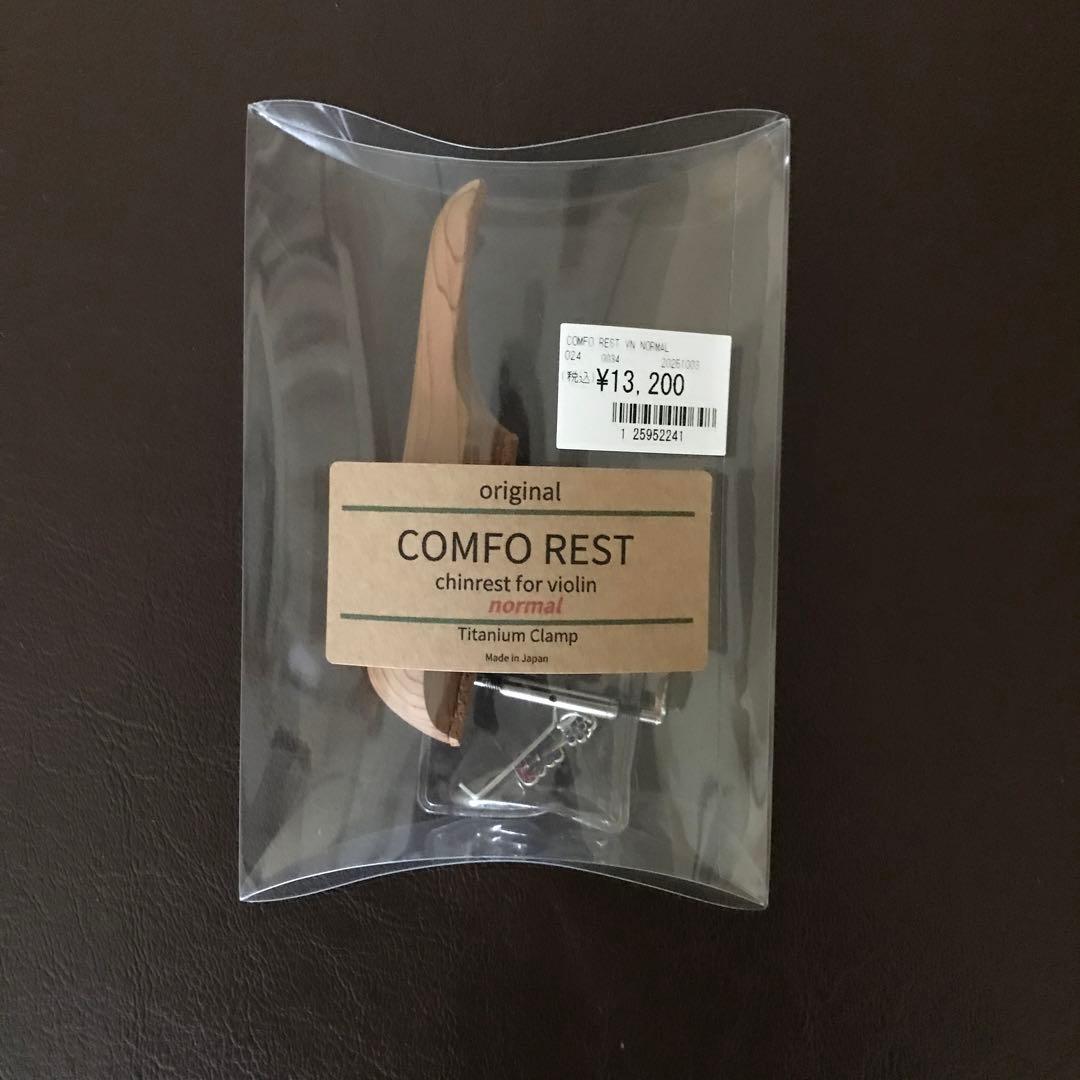 COMFO REST VN NORMAL
024 0034 20251003
(税込)¥13,200
1 25952241
original
COMFO REST
chinrest for violin
normal
Titanium Clamp
Made in Japan